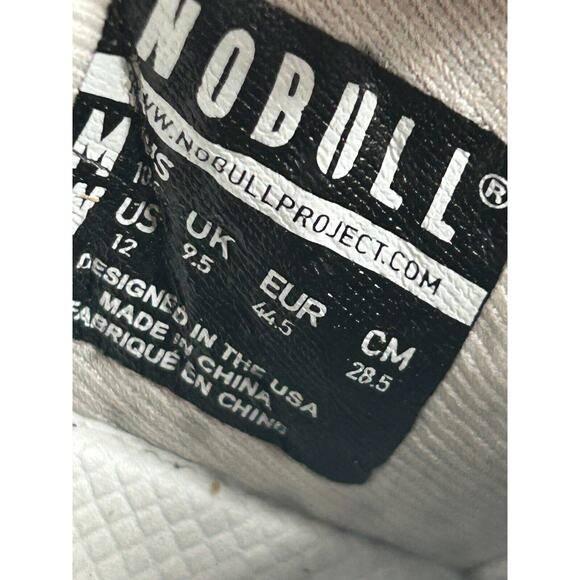 NOBULL®
WWW.NOBULLPROJECT.COM
M US
W US 12
UK 9.5
EUR 44.5
CM 28.5
DESIGNED IN THE USA
MADE IN CHINA
FABRIQUÉ EN CHINE